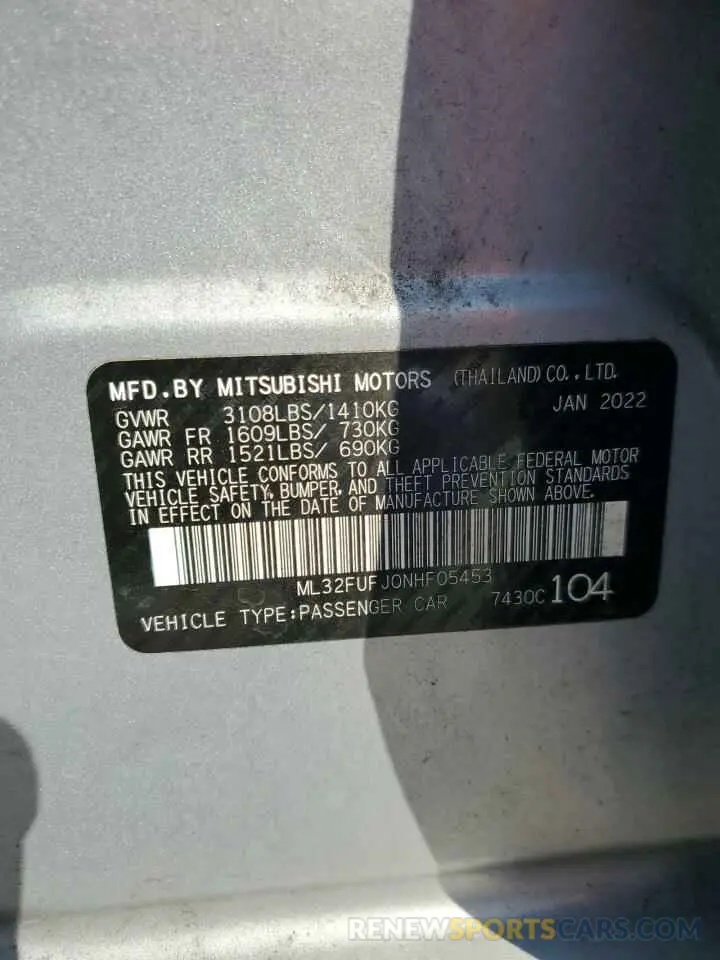 MFD.BY MITSUBISHI MOTORS (THAILAND) CO., LTD.
GVWR 3108LBS/1410KG JAN 2022
GAWR FR 1609LBS/ 730KG
GAWR RR 1521LBS/ 690KG
THIS VEHICLE CONFORMS TO ALL APPLICABLE FEDERAL MOTOR
VEHICLE SAFETY, BUMPER, AND THEFT PREVENTION STANDARDS
IN EFFECT ON THE DATE OF MANUFACTURE SHOWN ABOVE.
ML32FUFJ0NHF05453
VEHICLE TYPE:PASSENGER CAR 7430C 104
RENEWSPORTSCARS.COM